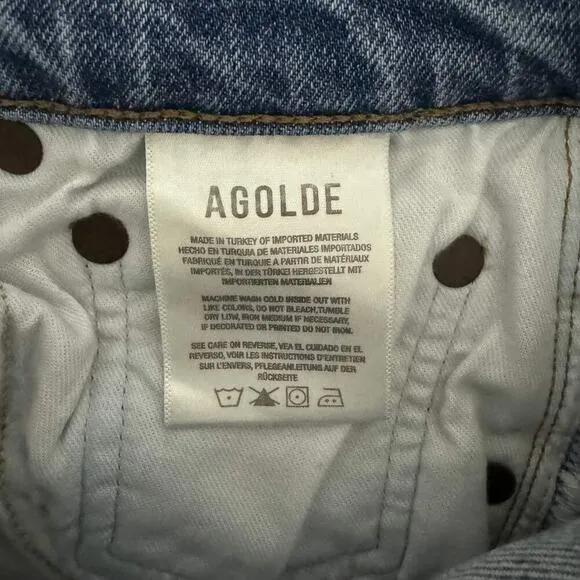 AGOLDE
MADE IN TURKEY OF IMPORTED MATERIALS
HECHO EN TURQUIA DE MATERIALES IMPORTADOS
FABRIQUÉ EN TURQUIE A PARTIR DE MATÉRIAUX
IMPORTÉS, IN DER TÜRKEI HERGESTELLT MIT
IMPORTIERTEN MATERIALIEN
MACHINE WASH COLD INSIDE OUT WITH
LIKE COLORS, DO NOT BLEACH,TUMBLE
DRY LOW, IRON MEDIUM IF NECESSARY,
IF DECORATED OR PRINTED DO NOT IRON.
SEE CARE ON REVERSE, VEA EL CUIDADO EN EL
REVERSO, VOIR LES INSTRUCTIONS D'ENTRETIEN
SUR L'ENVERS, PFLEGEANLEITUNG AUF DER
RÜCKSEITE